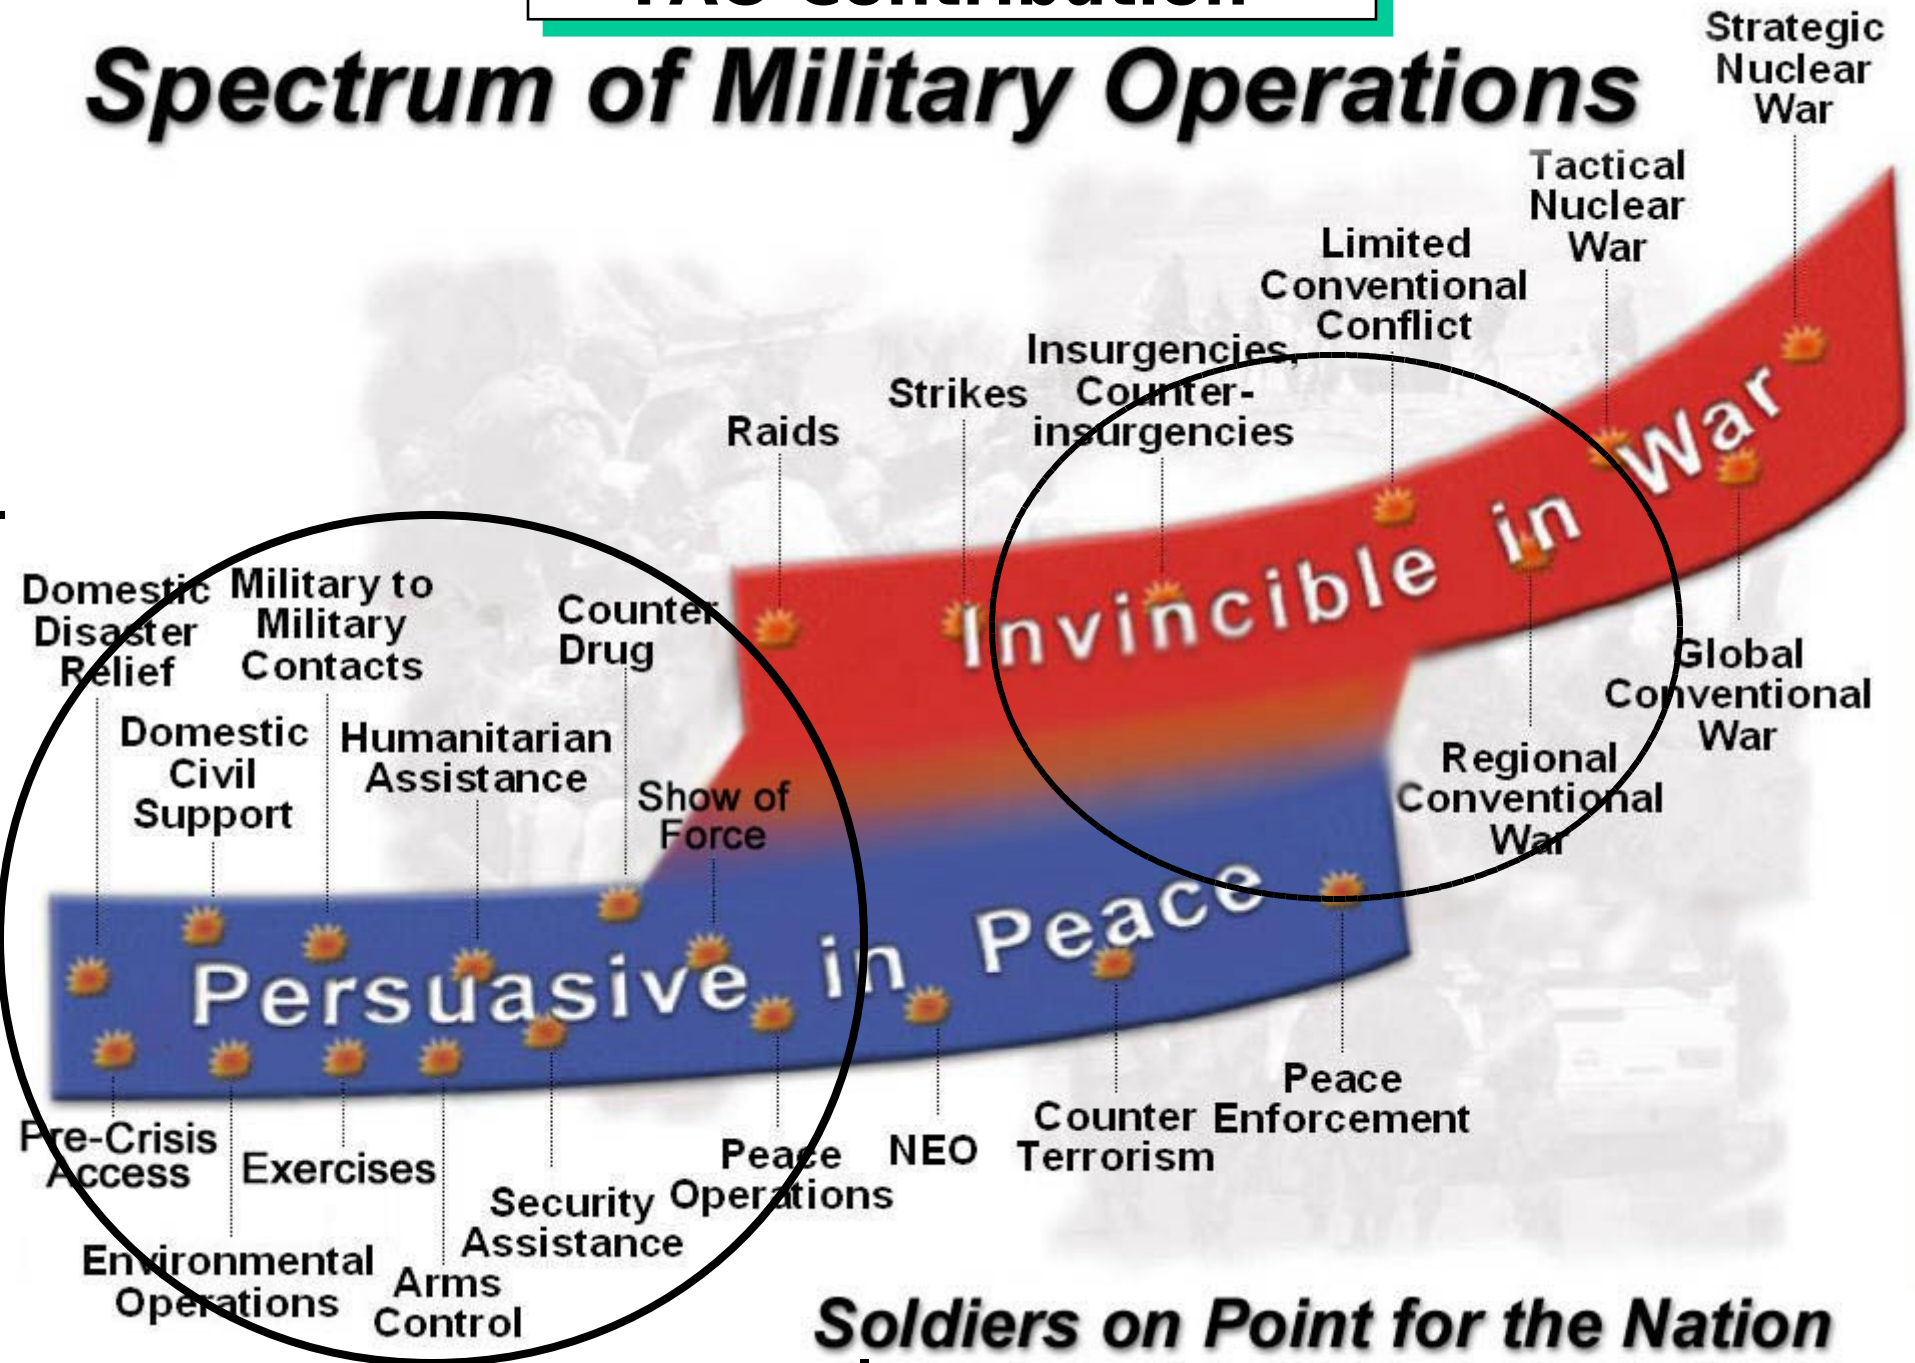 Contribution
Spectrum of Military Operations
Strategic
Nuclear
War
Tactical
Nuclear
War
Limited
Conventional
Conflict
Insurgencies,
Counter-
insurgencies
Strikes
Raids
Counter
Drug
Military to
Military
Contacts
Domestic
Disaster
Relief
Domestic
Civil
Support
Humanitarian
Assistance
Show of
Force
Invincible in War
Global
Conventional
War
Regional
Conventional
War
Persuasive in Peace
Pre-Crisis
Access
Environmental
Operations
Exercises
Arms
Control
Security
Assistance
Peace
Operations
NEO
Counter
Terrorism
Peace
Enforcement
Soldiers on Point for the Nation